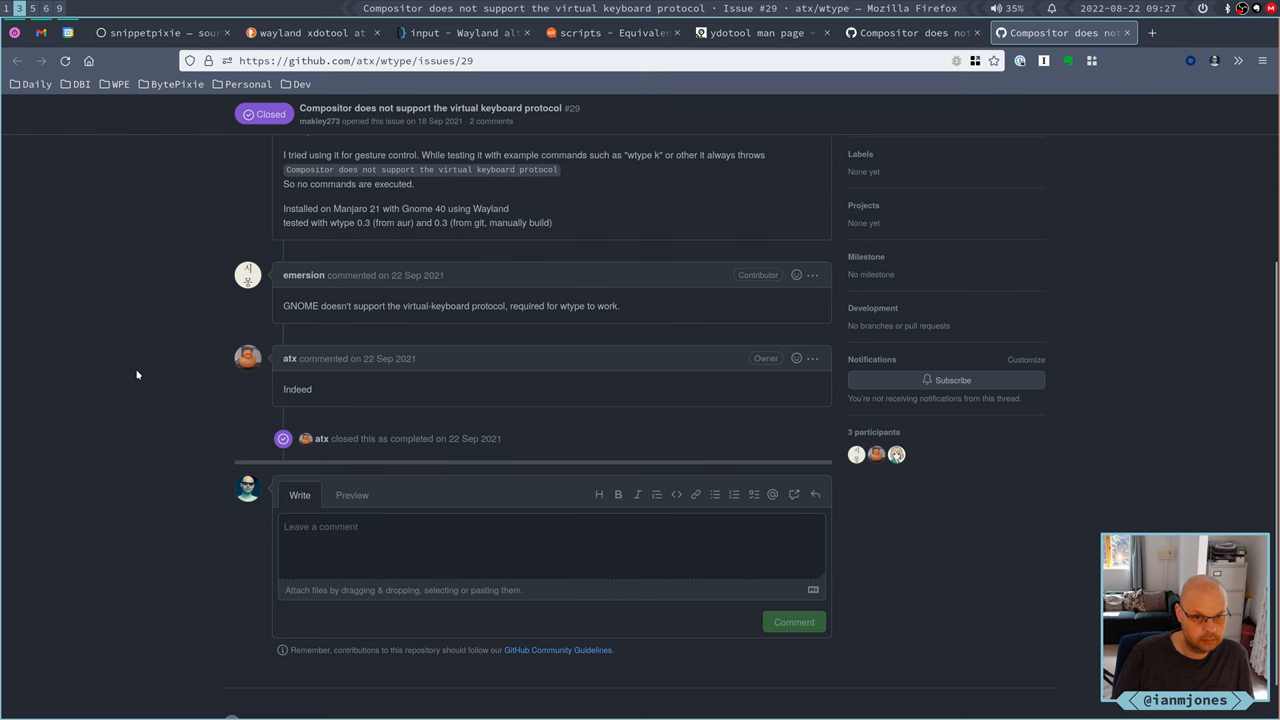 1 3 5 6 9
Compositor does not support the virtual keyboard protocol · Issue #29 · atx/wtype — Mozilla Firefox
35%
2022-08-22 09:27
snippetpixie — sour
wayland xdotool at
input - Wayland alt
scripts - Equivalen
ydotool man page -
Compositor does no
Compositor does not
https://github.com/atx/wtype/issues/29
Daily
DBI
WPE
BytePixie
Personal
Dev
Closed
Compositor does not support the virtual keyboard protocol #29
makley273 opened this issue on 18 Sep 2021 · 2 comments
I tried using it for gesture control. While testing it with example commands such as "wtype k" or other it always throws
Compositor does not support the virtual keyboard protocol
So no commands are executed.
Installed on Manjaro 21 with Gnome 40 using Wayland
tested with wtype 0.3 (from aur) and 0.3 (from git, manually build)
emersion commented on 22 Sep 2021
Contributor
GNOME doesn't support the virtual-keyboard protocol, required for wtype to work.
atx commented on 22 Sep 2021
Owner
Indeed
atx closed this as completed on 22 Sep 2021
Write
Preview
Leave a comment
Attach files by dragging & dropping, selecting or pasting them.
Comment
Remember, contributions to this repository should follow our GitHub Community Guidelines.
Labels
None yet
Projects
None yet
Milestone
No milestone
Development
No branches or pull requests
Notifications
Customize
Subscribe
You're not receiving notifications from this thread.
3 participants
@ianmjones